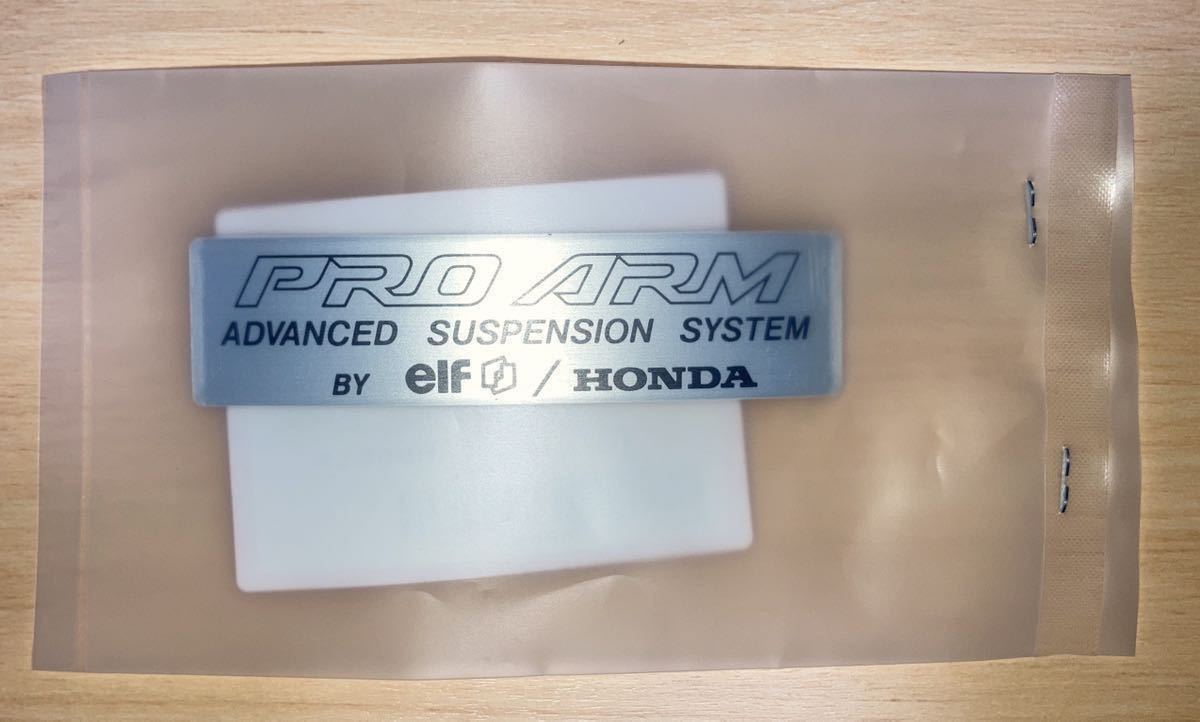 PRO ARM
ADVANCED SUSPENSION SYSTEM
BY elf / HONDA